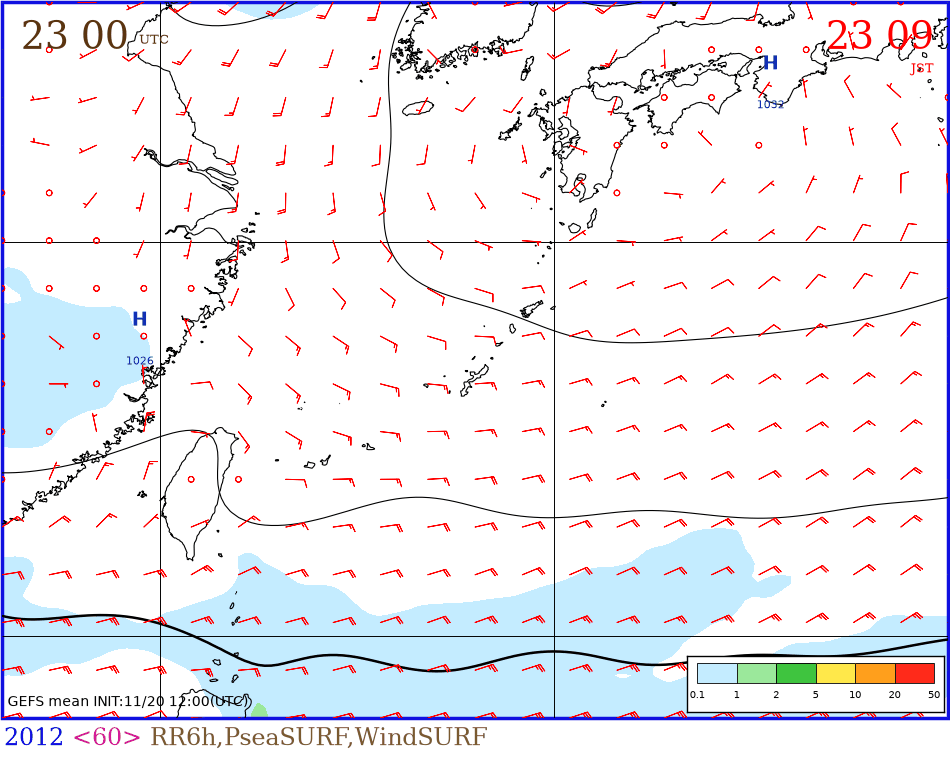 23 00 UTC
23 09
JST
H
1032
H
1026
0.1 1 2 5 10 20 50
GEFS mean INIT:11/20 12:00(UTC)
2012 <60> RR6h,PseaSURF,WindSURF